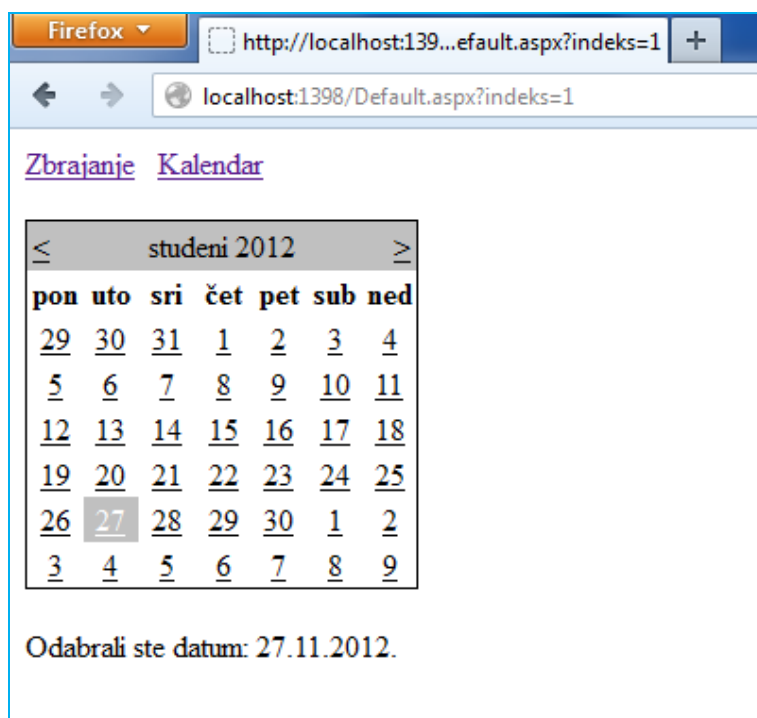 Firefox
http://localhost:139...efault.aspx?indeks=1 +
localhost:1398/Default.aspx?indeks=1
Zbrajanje Kalendar
< studeni 2012 >
pon uto sri čet pet sub ned
29 30 31 1 2 3 4
5 6 7 8 9 10 11
12 13 14 15 16 17 18
19 20 21 22 23 24 25
26 27 28 29 30 1 2
3 4 5 6 7 8 9
Odabrali ste datum: 27.11.2012.